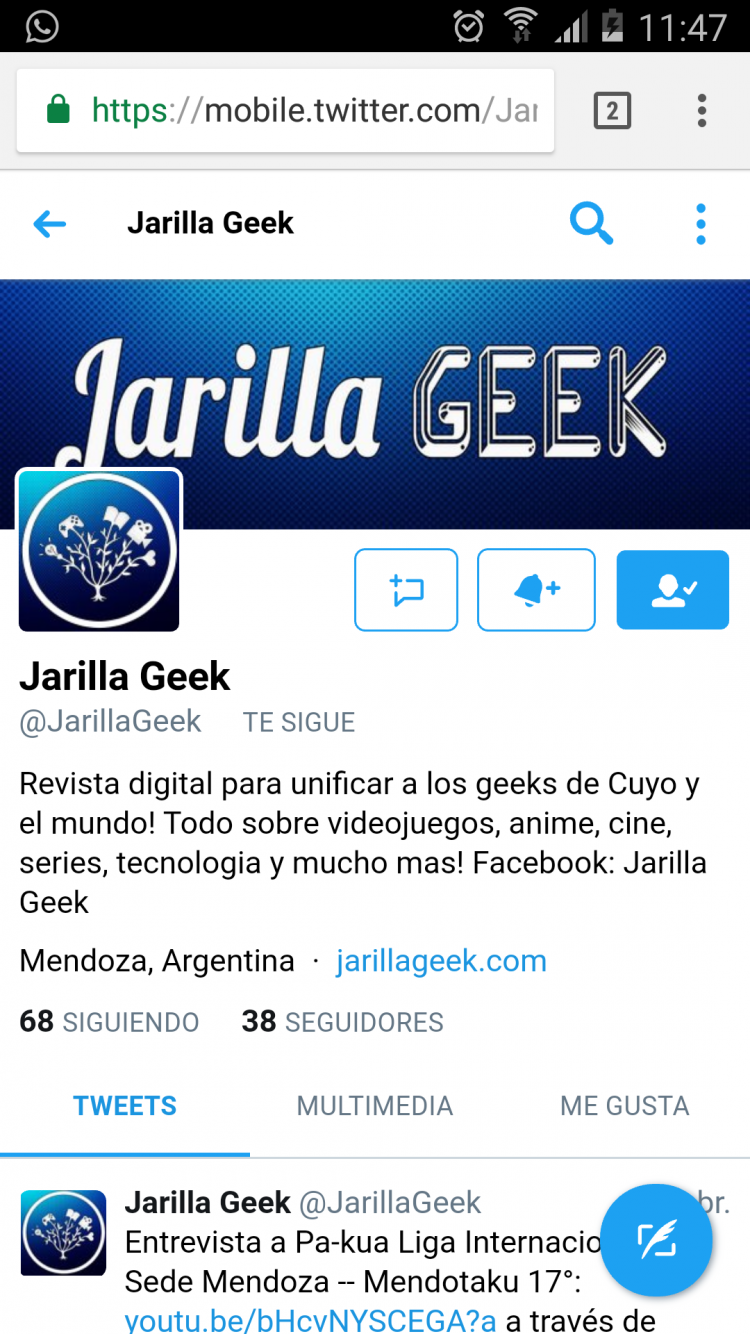 11:47
https://mobile.twitter.com/Jar
2
Jarilla Geek
Jarilla GEEK
Jarilla Geek
@JarillaGeek TE SIGUE
Revista digital para unificar a los geeks de Cuyo y
el mundo! Todo sobre videojuegos, anime, cine,
series, tecnologia y mucho mas! Facebook: Jarilla
Geek
Mendoza, Argentina · jarillageek.com
68 SIGUIENDO 38 SEGUIDORES
TWEETS MULTIMEDIA ME GUSTA
Jarilla Geek @JarillaGeek br.
Entrevista a Pa-kua Liga Internacio
Sede Mendoza -- Mendotaku 17°:
youtu.be/bHcvNYSCEGA?a a través de